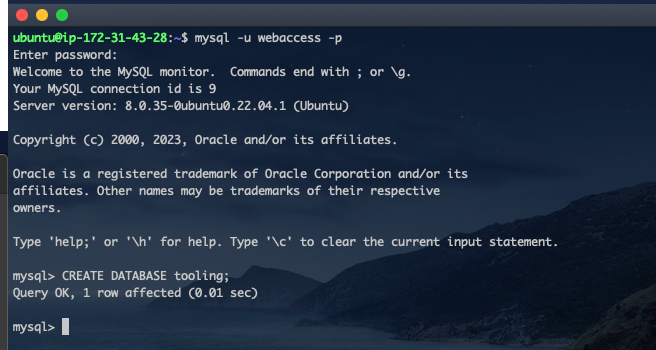 ubuntu@ip-172-31-43-28:~$ mysql -u webaccess -p
Enter password:
Welcome to the MySQL monitor.  Commands end with ; or \g.
Your MySQL connection id is 9
Server version: 8.0.35-0ubuntu0.22.04.1 (Ubuntu)

Copyright (c) 2000, 2023, Oracle and/or its affiliates.

Oracle is a registered trademark of Oracle Corporation and/or its
affiliates. Other names may be trademarks of their respective
owners.

Type 'help;' or '\h' for help. Type '\c' to clear the current input statement.

mysql> CREATE DATABASE tooling;
Query OK, 1 row affected (0.01 sec)

mysql>